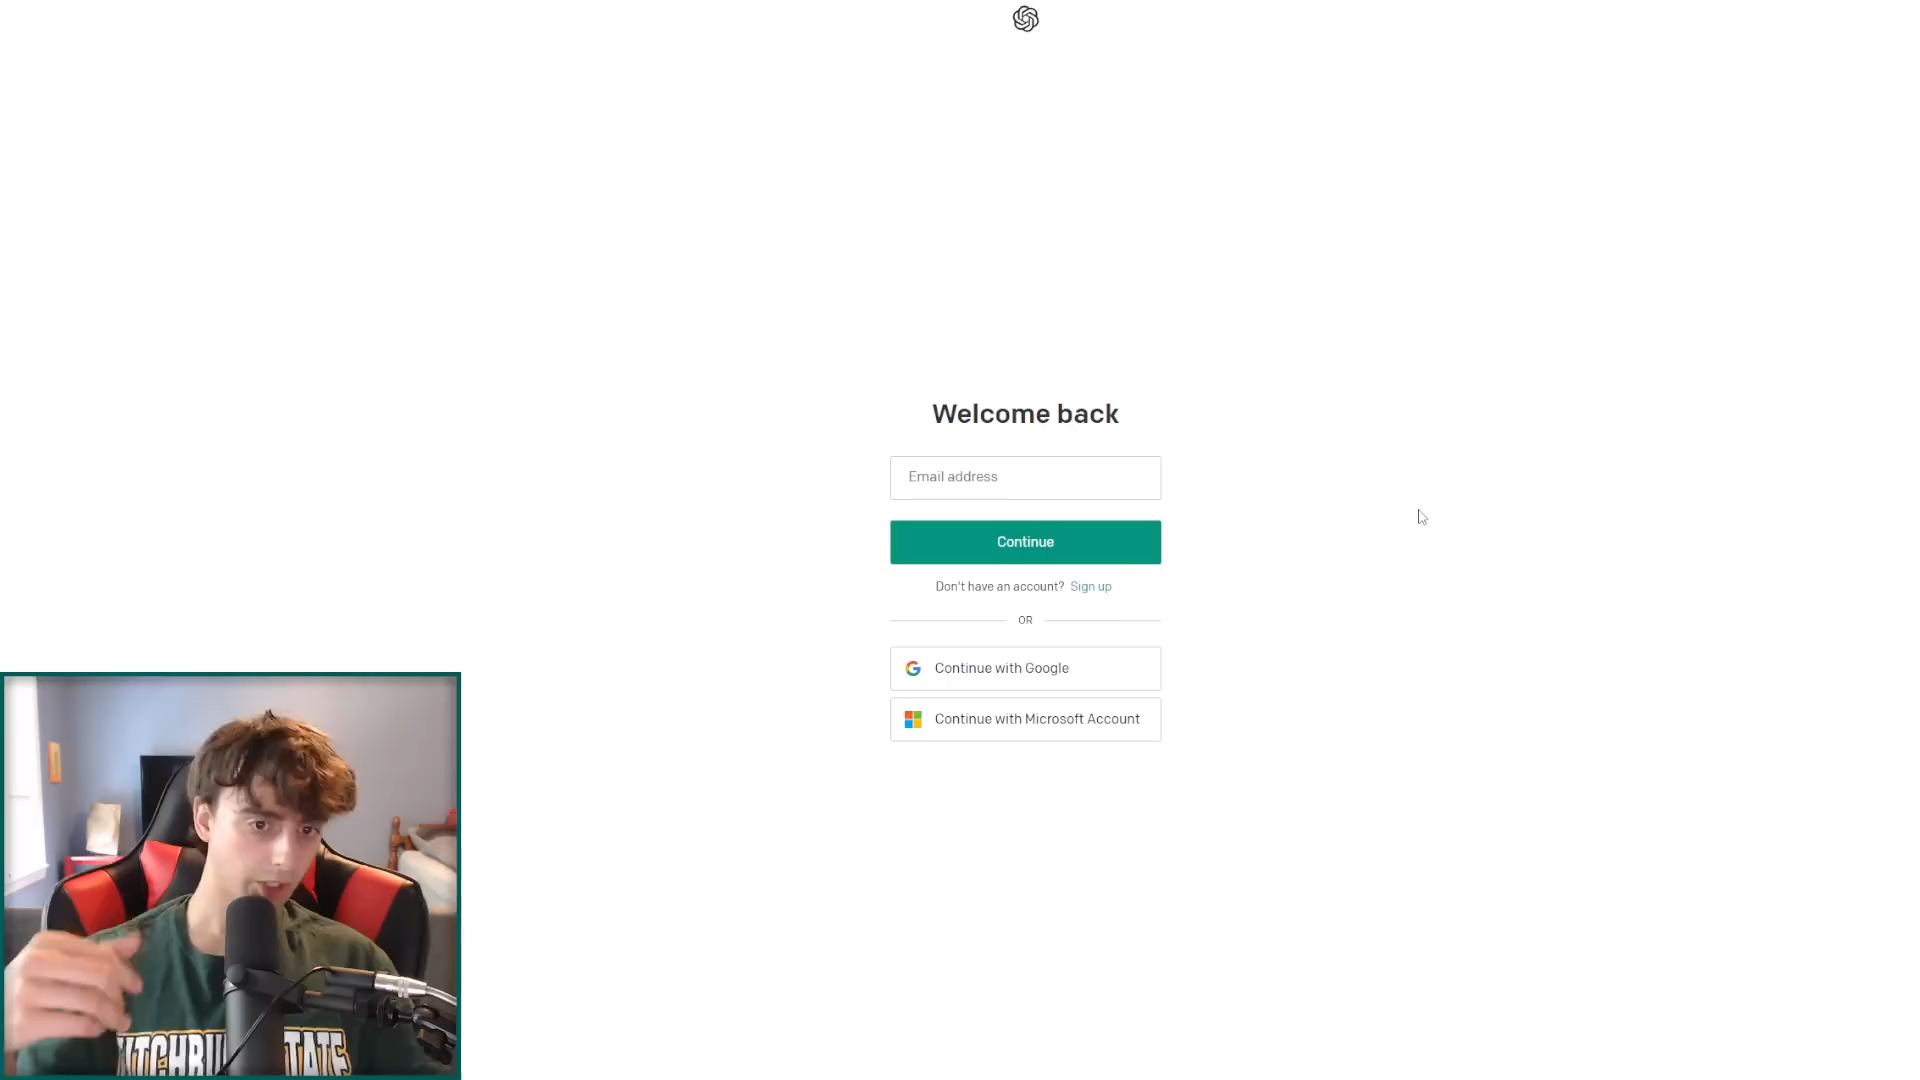 Welcome back
Email address
Continue
Don't have an account? Sign up
OR
Continue with Google
Continue with Microsoft Account